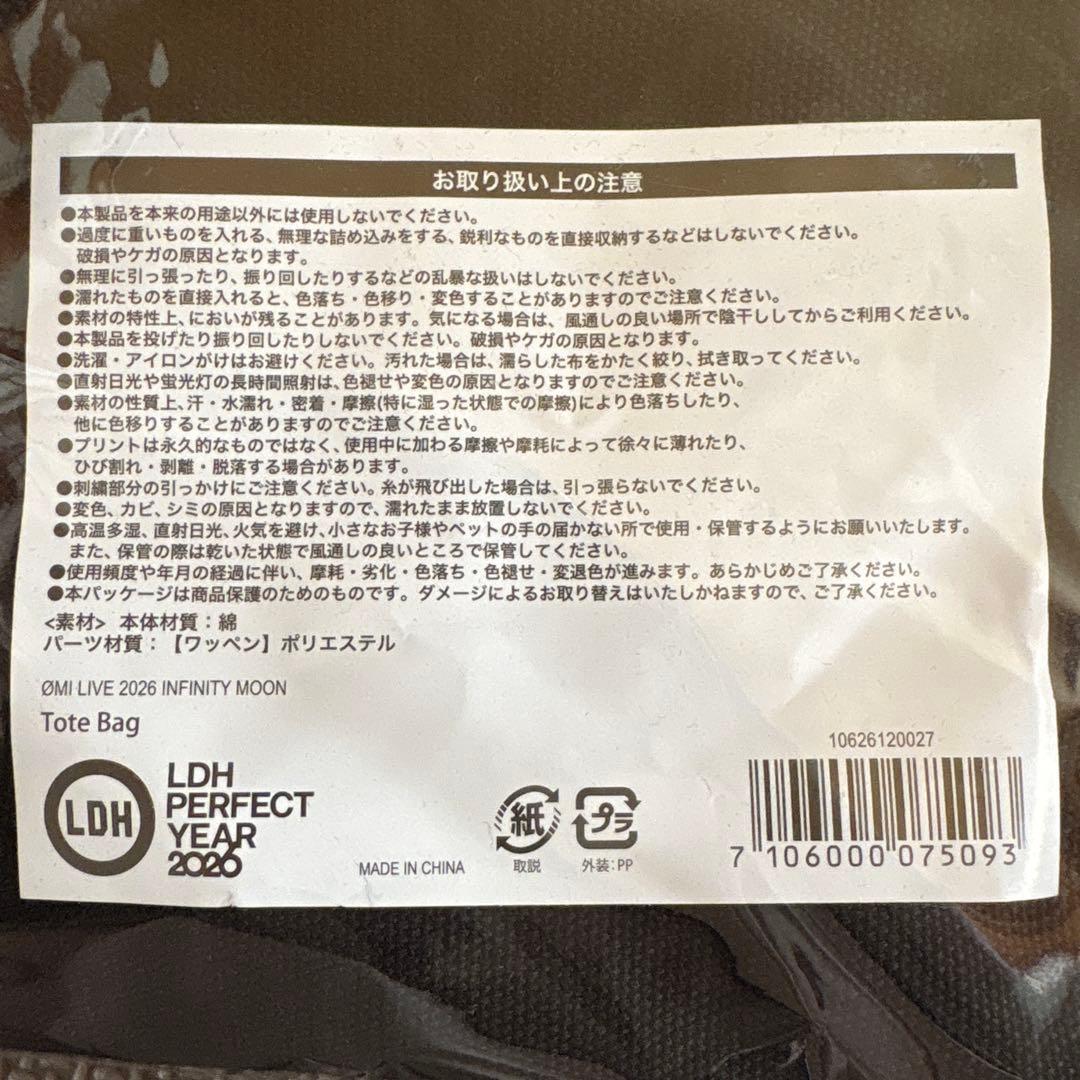 お取り扱い上の注意
●本製品を本来の用途以外には使用しないでください。
●過度に重いものを入れる、無理な詰め込みをする、鋭利なものを直接収納するなどはしないでください。
破損やケガの原因となります。
●無理に引っ張ったり、振り回したりするなどの乱暴な扱いはしないでください。
●濡れたものを直接入れると、色落ち・色移り・変色することがありますのでご注意ください。
●素材の特性上、においが残ることがあります。気になる場合は、風通しの良い場所で陰干ししてからご利用ください。
●本製品を投げたり振り回したりしないでください。破損やケガの原因となります。
●洗濯・アイロンがけはお避けください。汚れた場合は、濡らした布をかたく絞り、拭き取ってください。
●直射日光や蛍光灯の長時間照射は、色褪せや変色の原因となりますのでご注意ください。
●素材の性質上、汗・水濡れ・密着・摩擦(特に湿った状態での摩擦)により色落ちしたり、
他に色移りすることがありますのでご注意ください。
●プリントは永久的なものではなく、使用中に加わる摩擦や摩耗によって徐々に薄れたり、
ひび割れ・剥離・脱落する場合があります。
●刺繍部分の引っかけにご注意ください。糸が飛び出した場合は、引っ張らないでください。
●変色、カビ、シミの原因となりますので、濡れたまま放置しないでください。
●高温多湿、直射日光、火気を避け、小さなお子様やペットの手の届かない所で使用・保管するようにお願いいたします。
また、保管の際は乾いた状態で風通しの良いところで保管してください。
●使用頻度や年月の経過に伴い、摩耗・劣化・色落ち・色褪せ・変退色が進みます。あらかじめご了承ください。
●本パッケージは商品保護のためのものです。ダメージによるお取り替えはいたしかねますので、ご了承ください。
<素材> 本体材質：綿
パーツ材質：【ワッペン】ポリエステル
ØMI LIVE 2026 INFINITY MOON
Tote Bag
10626120027
LDH
LDH
PERFECT
YEAR
2026
MADE IN CHINA
紙
取説
プラ
外装：PP
7 106000 075093